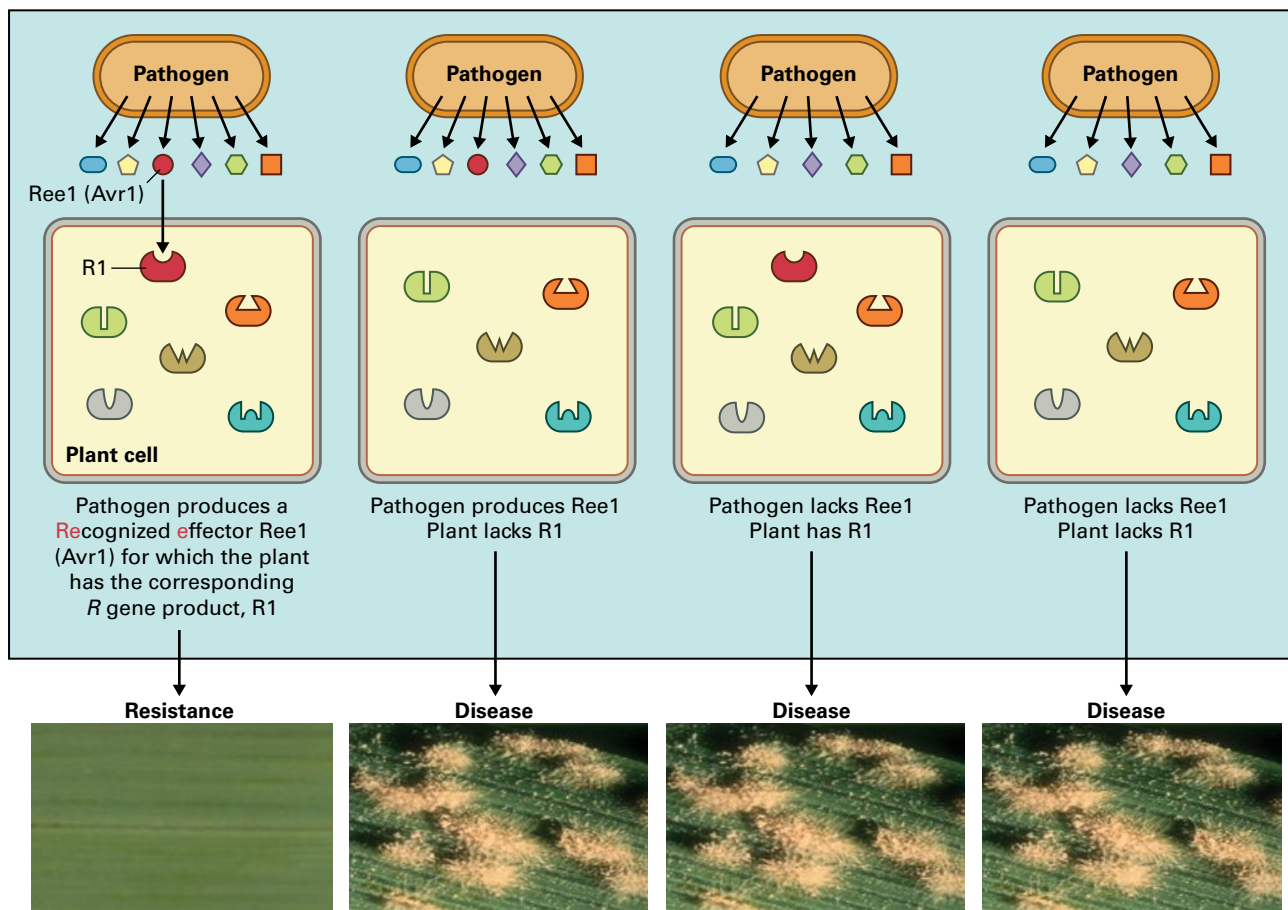 Pathogen
Pathogen
Pathogen
Pathogen
Ree1 (Avr1)
R1
Plant cell
Pathogen produces a
Recognized effector Ree1
(Avr1) for which the plant
has the corresponding
R gene product, R1
Pathogen produces Ree1
Plant lacks R1
Pathogen lacks Ree1
Plant has R1
Pathogen lacks Ree1
Plant lacks R1
Resistance
Disease
Disease
Disease